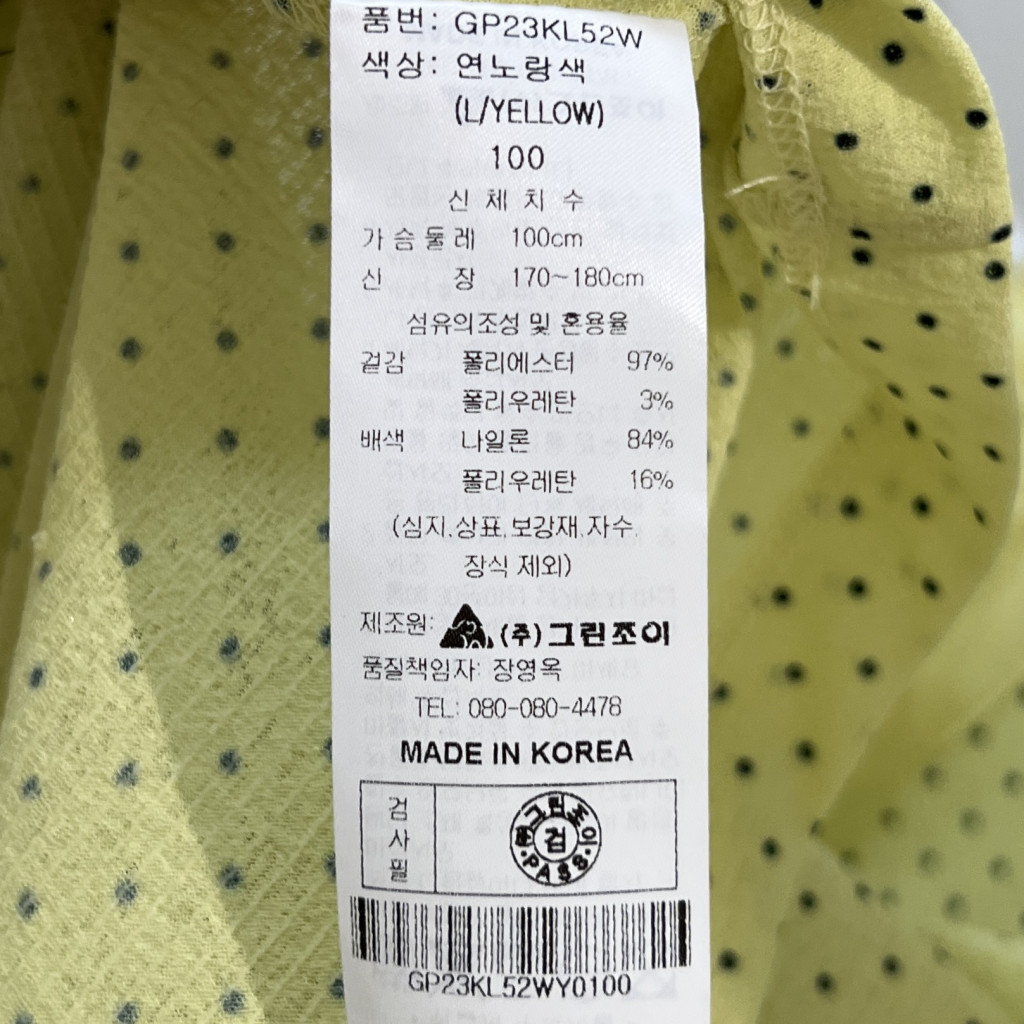 품번: GP23KL52W
색상: 연노랑색
(L/YELLOW)
100
신 체 치 수
가슴둘레 100cm
신 장 170~180cm
섬유의조성 및 혼용율
겉감 폴리에스터 97%
폴리우레탄 3%
배색 나일론 84%
폴리우레탄 16%
(심지,상표,보강재,자수,
장식 제외)
제조원: (주)그린조이
품질책임자: 장영옥
TEL: 080-080-4478
MADE IN KOREA
검사필
그린조이
검
PASS
GP23KL52WY0100